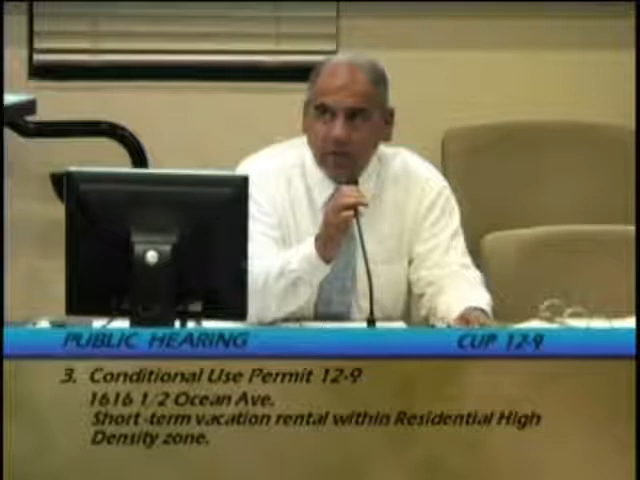 PUBLIC HEARING CUP 12-9
3. Conditional Use Permit 12-9
1616 1/2 Ocean Ave.
Short-term vacation rental within Residential High
Density zone.